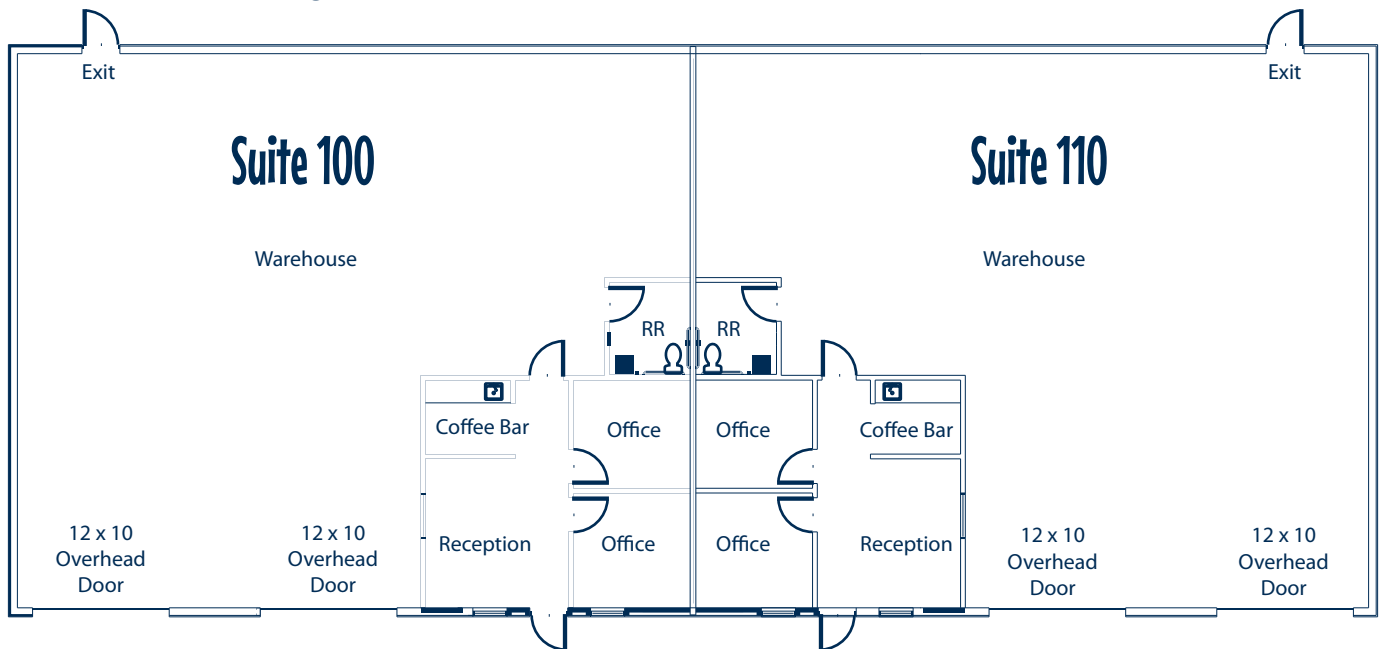 Exit
Exit
Suite 100
Suite 110
Warehouse
Warehouse
RR
RR
Coffee Bar
Office
Office
Coffee Bar
Reception
Office
Office
Reception
12 x 10
Overhead
Door
12 x 10
Overhead
Door
12 x 10
Overhead
Door
12 x 10
Overhead
Door